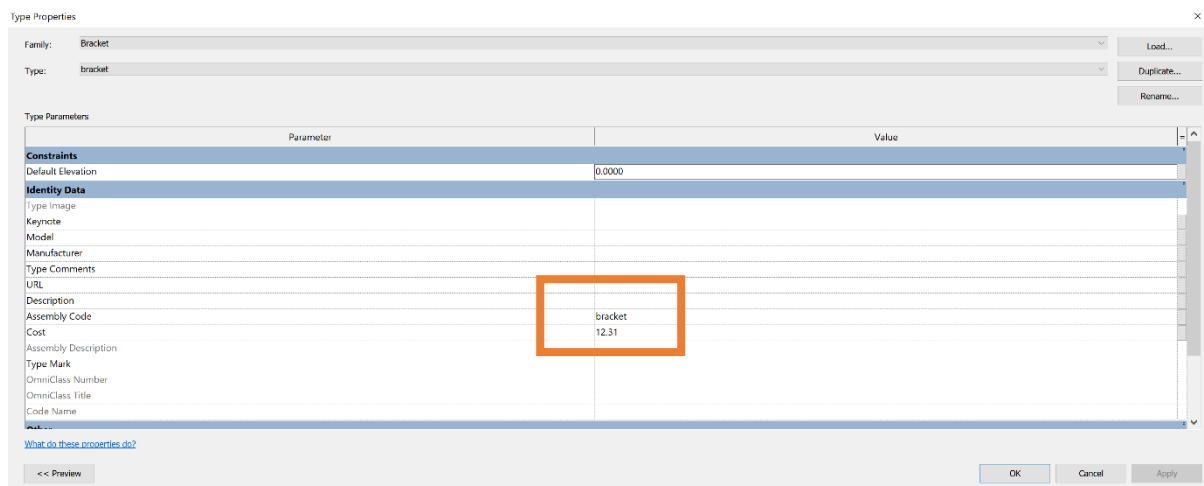 Type Properties ×
Family: Bracket Load...
Type: bracket Duplicate...
Rename...
Type Parameters
Parameter Value =
Constraints
Default Elevation 0.0000
Identity Data
Type Image
Keynote
Model
Manufacturer
Type Comments
URL
Description
Assembly Code bracket
Cost 12.31
Assembly Description
Type Mark
OmniClass Number
OmniClass Title
Code Name
What do these properties do?
<< Preview OK Cancel Apply